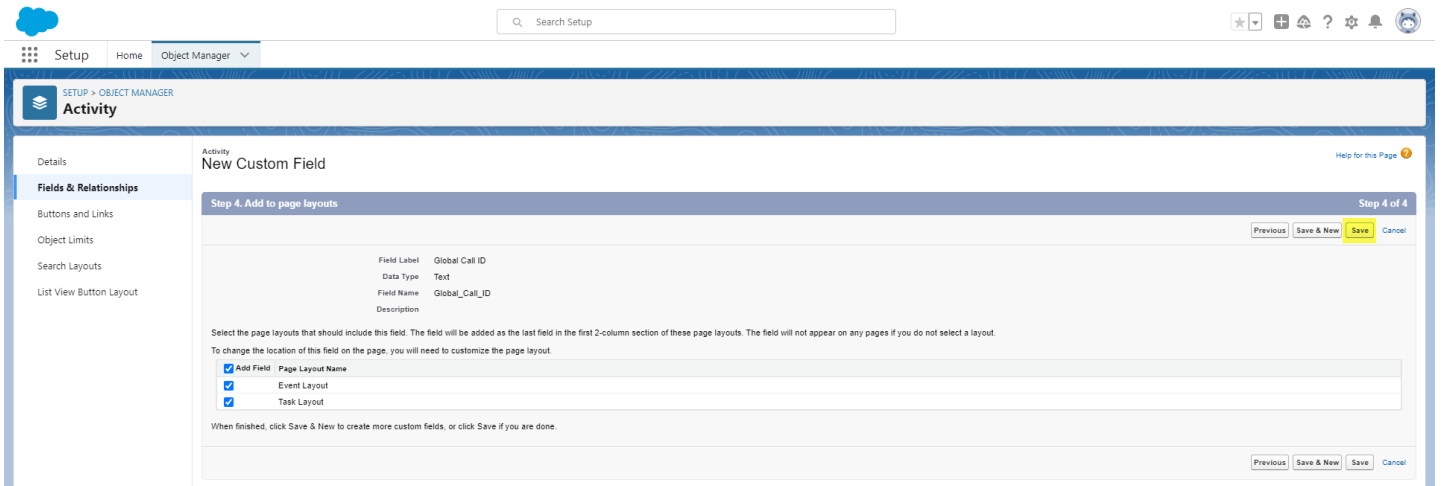 Search Setup
Setup Home Object Manager
SETUP > OBJECT MANAGER
Activity
Details
Fields & Relationships
Buttons and Links
Object Limits
Search Layouts
List View Button Layout
Activity
New Custom Field
Help for this Page
Step 4. Add to page layouts Step 4 of 4
Previous Save & New Save Cancel
Field Label Global Call ID
Data Type Text
Field Name Global_Call_ID
Description
Select the page layouts that should include this field. The field will be added as the last field in the first 2-column section of these page layouts. The field will not appear on any pages if you do not select a layout.
To change the location of this field on the page, you will need to customize the page layout.
Add Field Page Layout Name
Event Layout
Task Layout
When finished, click Save & New to create more custom fields, or click Save if you are done.
Previous Save & New Save Cancel